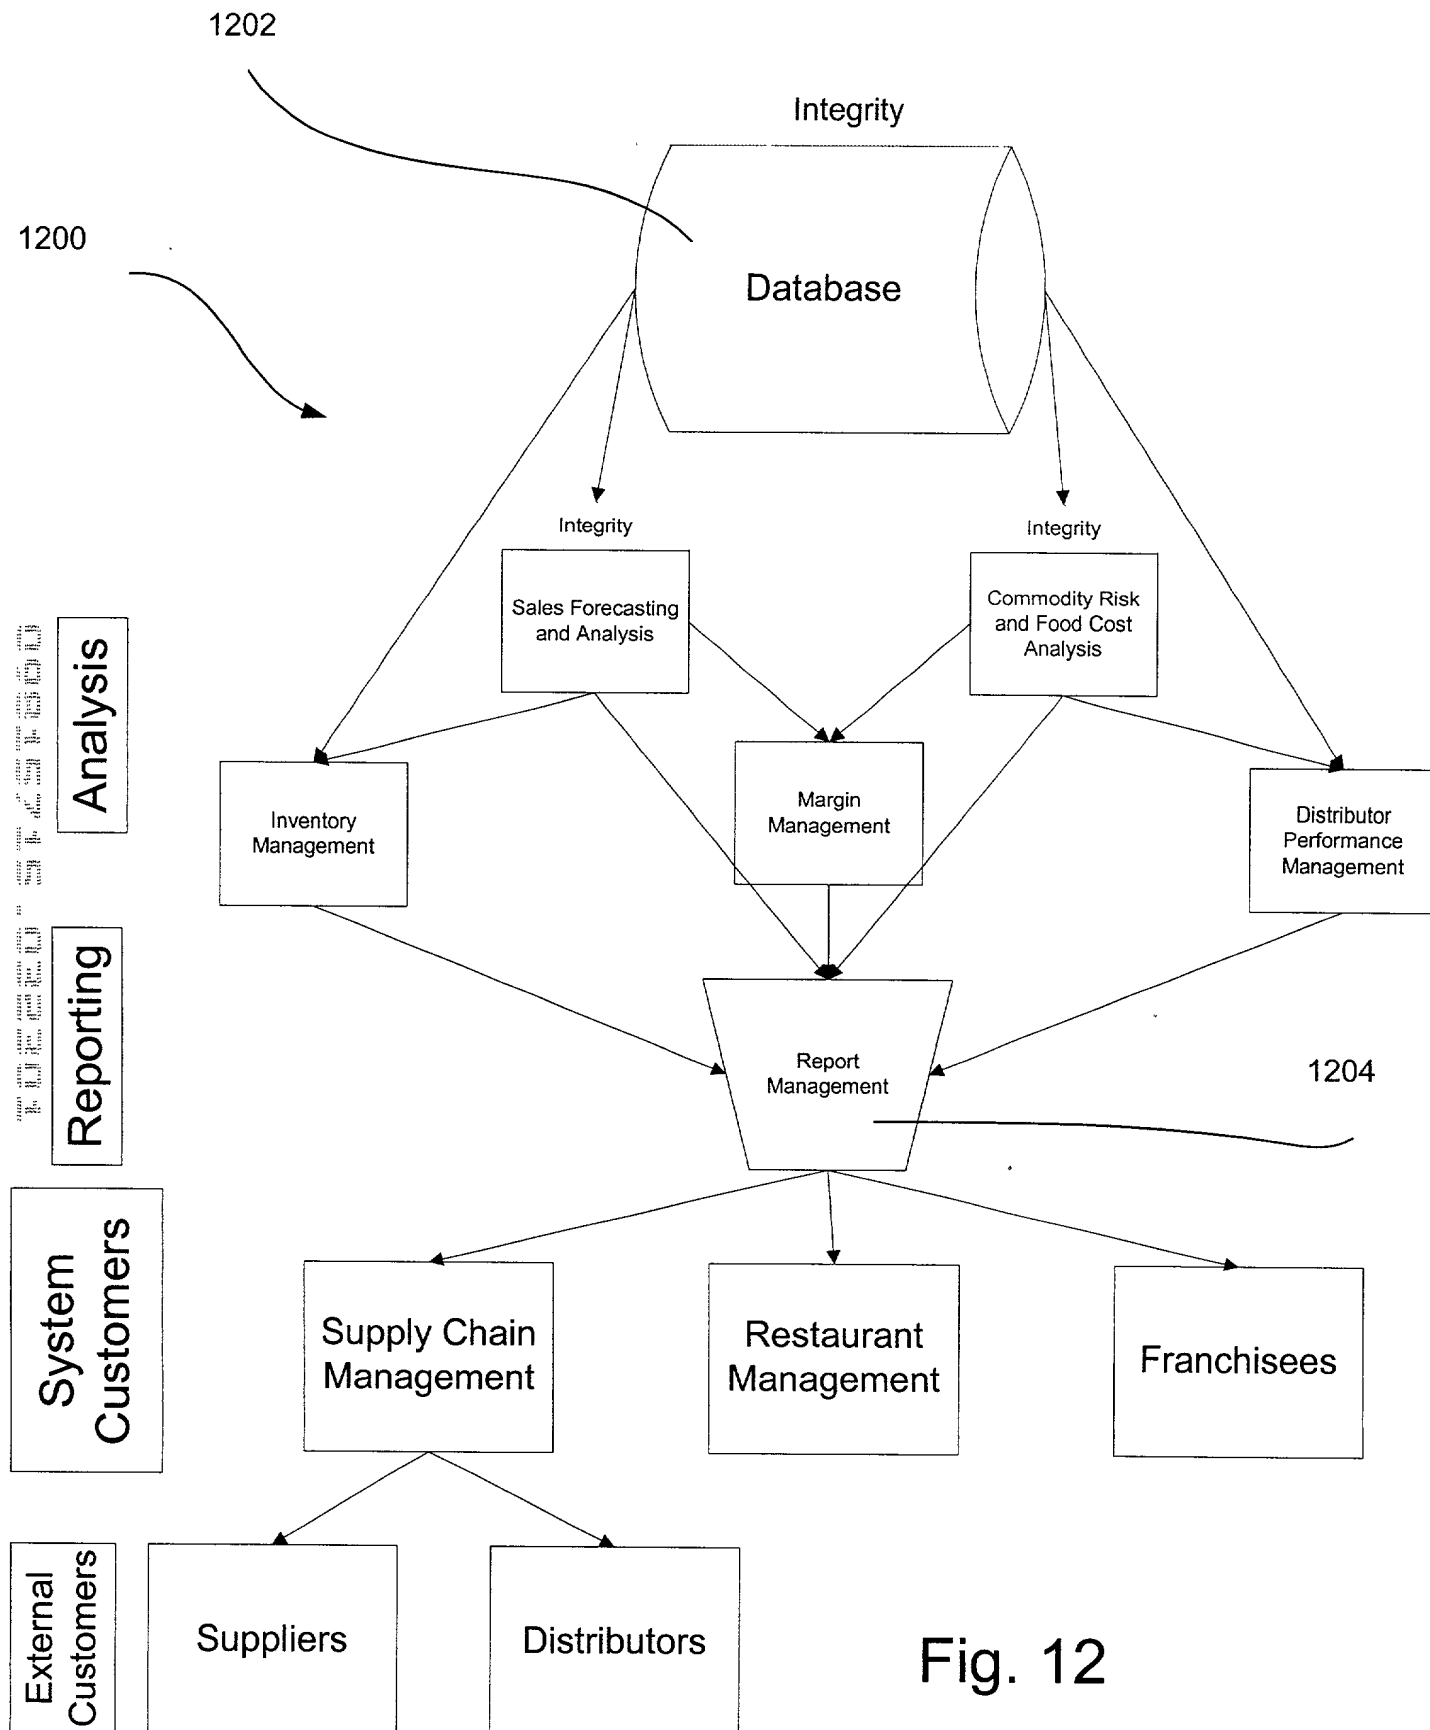 1202
Integrity
1200
Database
Integrity
Integrity
Sales Forecasting
and Analysis
Commodity Risk
and Food Cost
Analysis
Analysis
Inventory
Management
Margin
Management
Distributor
Performance
Management
Reporting
Report
Management
1204
System
Customers
Supply Chain
Management
Restaurant
Management
Franchisees
External
Customers
Suppliers
Distributors
Fig. 12